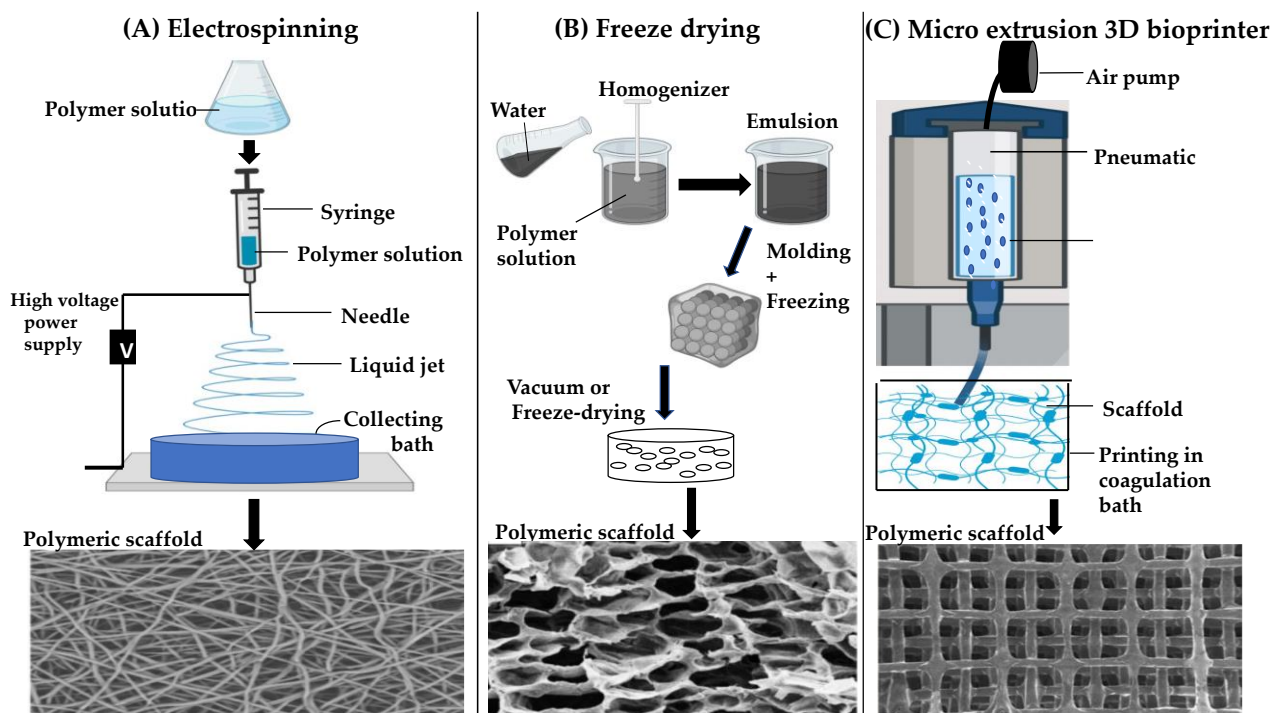 (A) Electrospinning
Polymer solutio
Syringe
Polymer solution
High voltage
power
supply
V
Needle
Liquid jet
Collecting
bath
Polymeric scaffold
(B) Freeze drying
Homogenizer
Water
Emulsion
Polymer
solution
Molding
+
Freezing
Vacuum or
Freeze-drying
Polymeric scaffold
(C) Micro extrusion 3D bioprinter
Air pump
Pneumatic
Scaffold
Printing in
coagulation
bath
Polymeric scaffold